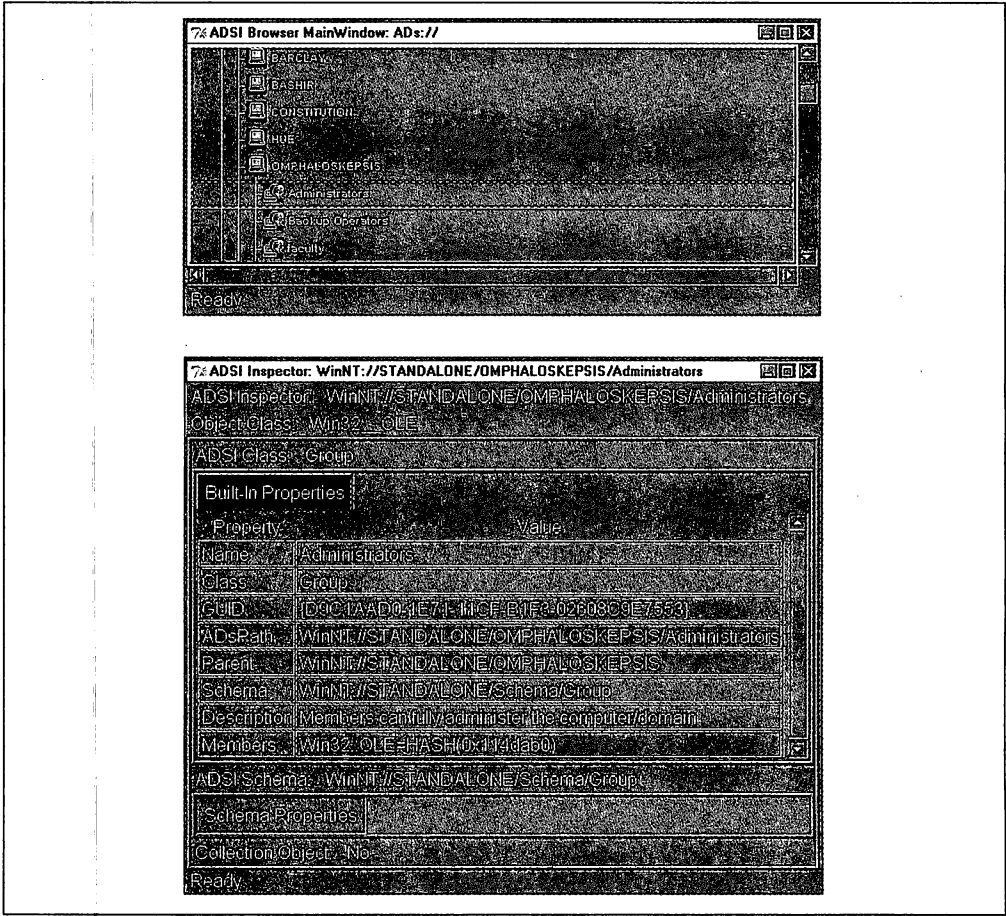 ADSI Browser MainWindow: ADs://
BARCLAY
BASHIR
CONSTITUTION
HUE
OMPHALOSKEPSIS
Administrators
Backup Operators
faculty
Ready
ADSI Inspector: WinNT://STANDALONE/OMPHALOSKEPSIS/Administrators
ADSI Inspector: WinNT://STANDALONE/OMPHALOSKEPSIS/Administrators
Object Class: Win32__OLE
ADSI Class: Group
Built-In Properties
Property Value
Name Administrators
Class Group
GUID {D9C1AAD0-1E71-11CF-B1F3-02608C9E7553}
ADsPath WinNT://STANDALONE/OMPHALOSKEPSIS/Administrators
Parent WinNT://STANDALONE/OMPHALOSKEPSIS
Schema WinNT://STANDALONE/Schema/Group
Description Members can fully administer the computer/domain
Members Win32::OLE=HASH(0x114dab0)
ADSI Schema: WinNT://STANDALONE/Schema/Group
Schema Properties
Collection Object: No
Ready